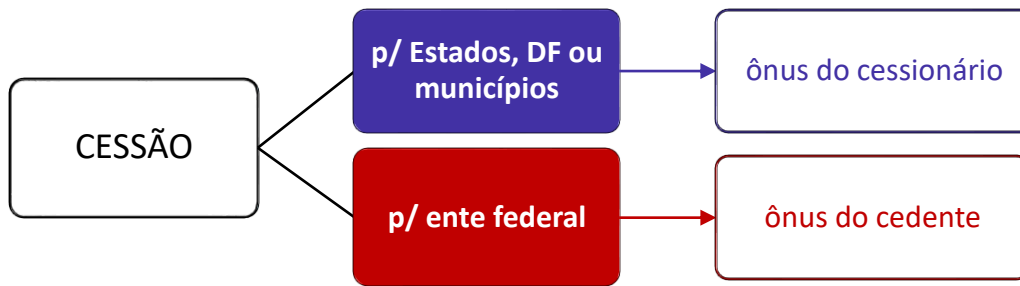 CESSÃO
p/ Estados, DF ou
municípios
ônus do cessionário
p/ ente federal
ônus do cedente